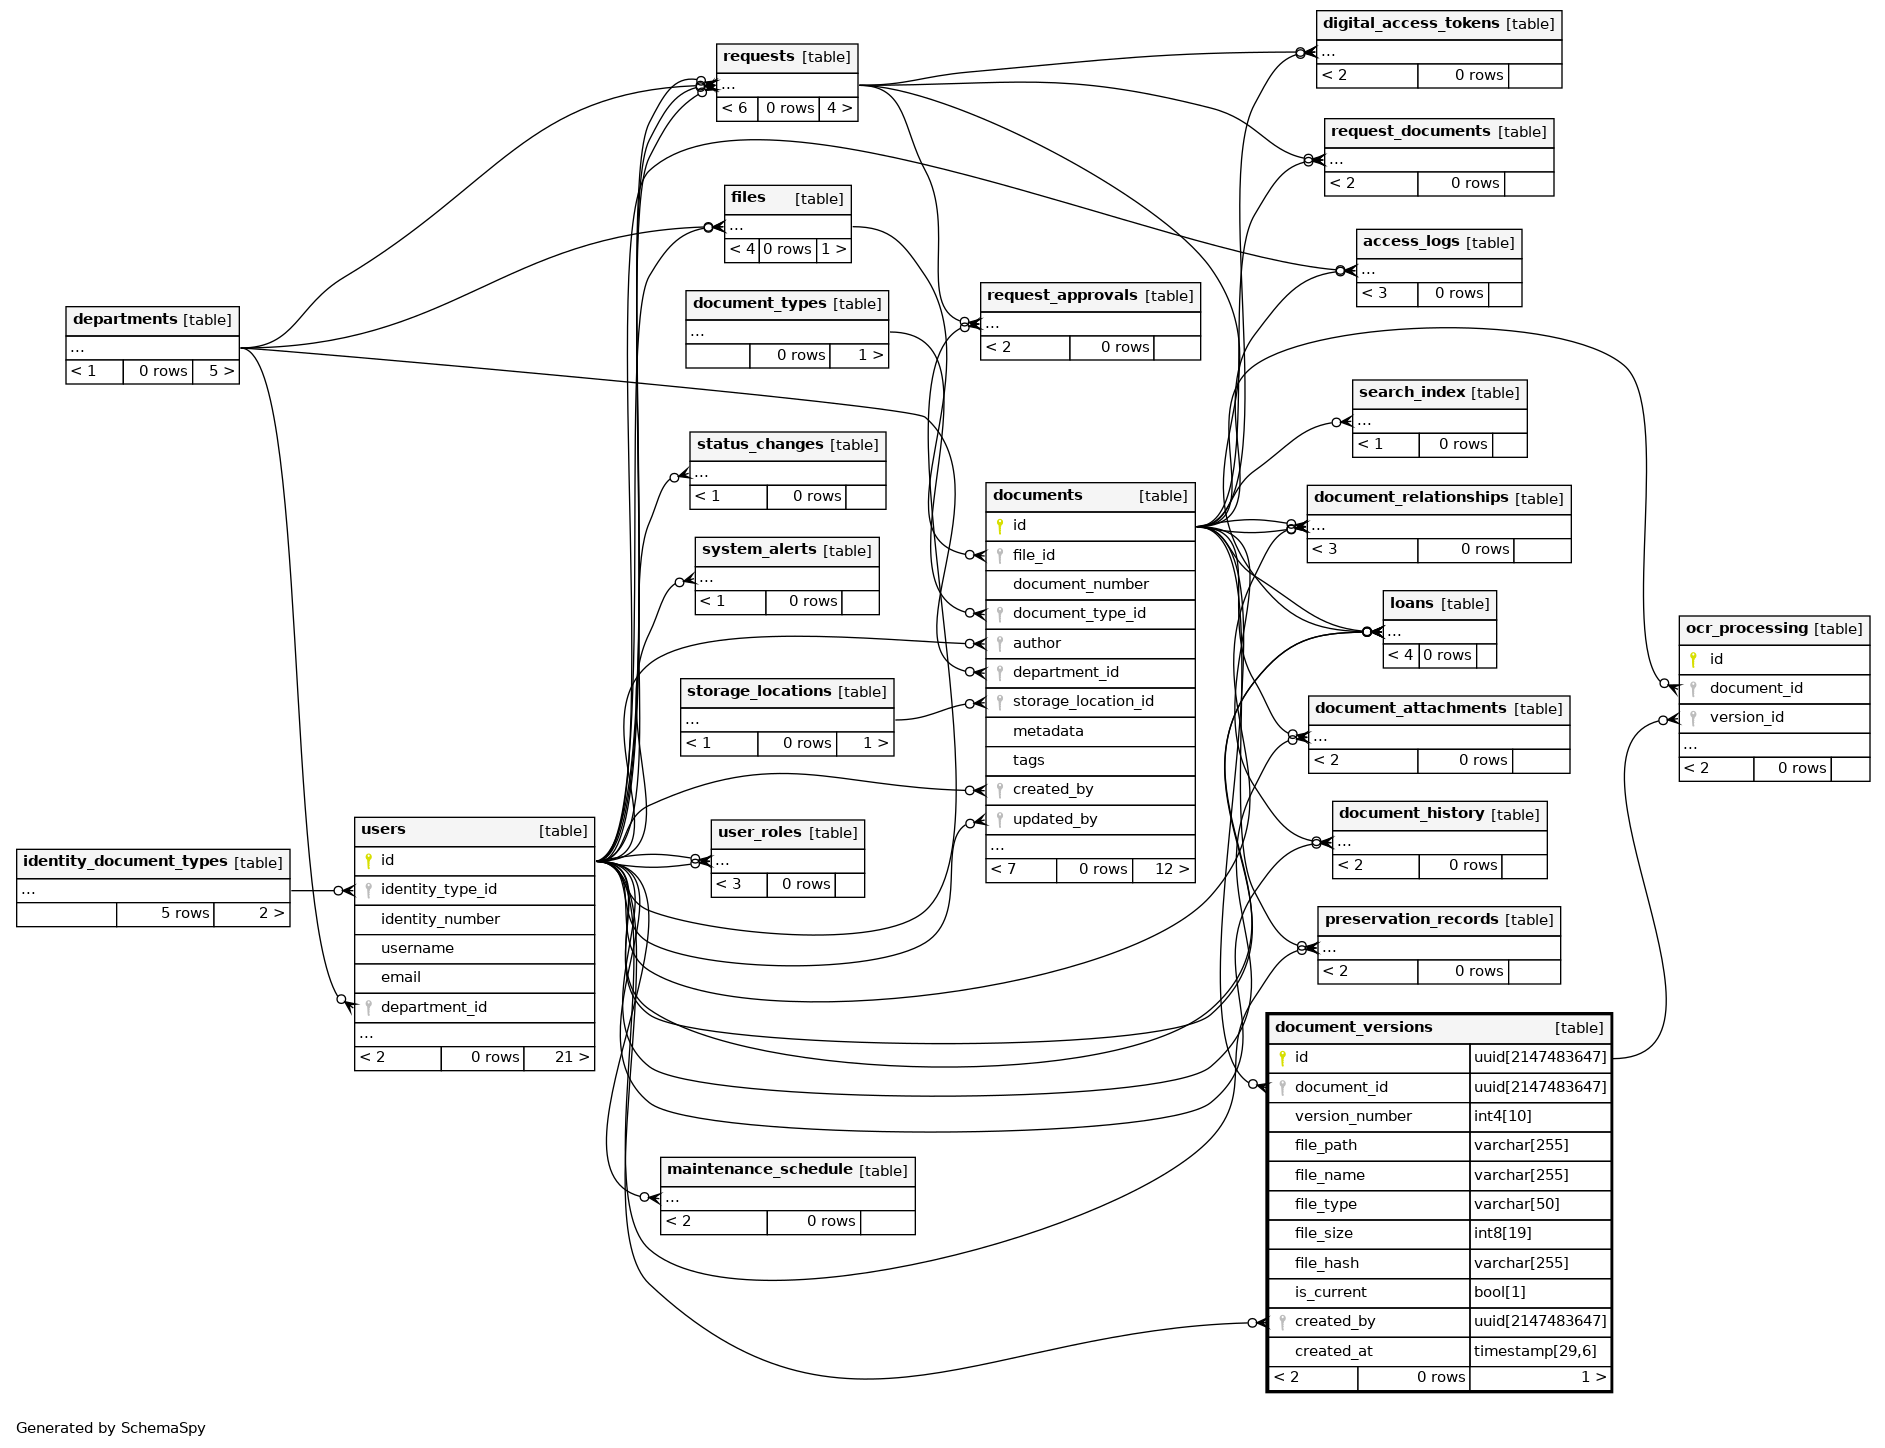 digital_access_tokens [table]
...
< 2 0 rows
requests [table]
...
< 6 0 rows 4 >
request_documents [table]
...
< 2 0 rows
files [table]
...
< 4 0 rows 1 >
access_logs [table]
...
< 3 0 rows
document_types [table]
...
0 rows 1 >
request_approvals [table]
...
< 2 0 rows
departments [table]
...
< 1 0 rows 5 >
search_index [table]
...
< 1 0 rows
status_changes [table]
...
< 1 0 rows
documents [table]
id
file_id
document_number
document_type_id
author
department_id
storage_location_id
metadata
tags
created_by
updated_by
...
< 7 0 rows 12 >
document_relationships [table]
...
< 3 0 rows
system_alerts [table]
...
< 1 0 rows
loans [table]
...
< 4 0 rows
ocr_processing [table]
id
document_id
version_id
...
< 2 0 rows
storage_locations [table]
...
< 1 0 rows 1 >
document_attachments [table]
...
< 2 0 rows
document_history [table]
...
< 2 0 rows
users [table]
id
identity_type_id
identity_number
username
email
department_id
...
< 2 0 rows 21 >
user_roles [table]
...
< 3 0 rows
identity_document_types [table]
...
5 rows 2 >
preservation_records [table]
...
< 2 0 rows
document_versions [table]
id uuid[2147483647]
document_id uuid[2147483647]
version_number int4[10]
file_path varchar[255]
file_name varchar[255]
file_type varchar[50]
file_size int8[19]
file_hash varchar[255]
is_current bool[1]
created_by uuid[2147483647]
created_at timestamp[29,6]
< 2 0 rows 1 >
maintenance_schedule [table]
...
< 2 0 rows
Generated by SchemaSpy